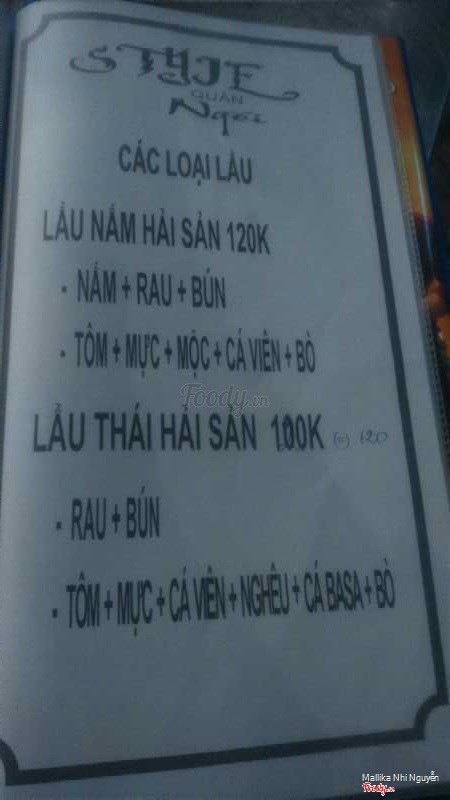 STYLE
QUÁN
Ngói
CÁC LOẠI LẨU
LẨU NẤM HẢI SẢN 120K
- NẤM + RAU + BÚN
- TÔM + MỰC + MỘC + CÁ VIÊN + BÒ
Foody.vn
LẨU THÁI HẢI SẢN 100K (=) 120
- RAU + BÚN
- TÔM + MỰC + CÁ VIÊN + NGHÊU + CÁ BASA + BÒ
Mallika Nhi Nguyễn
Foody.vn